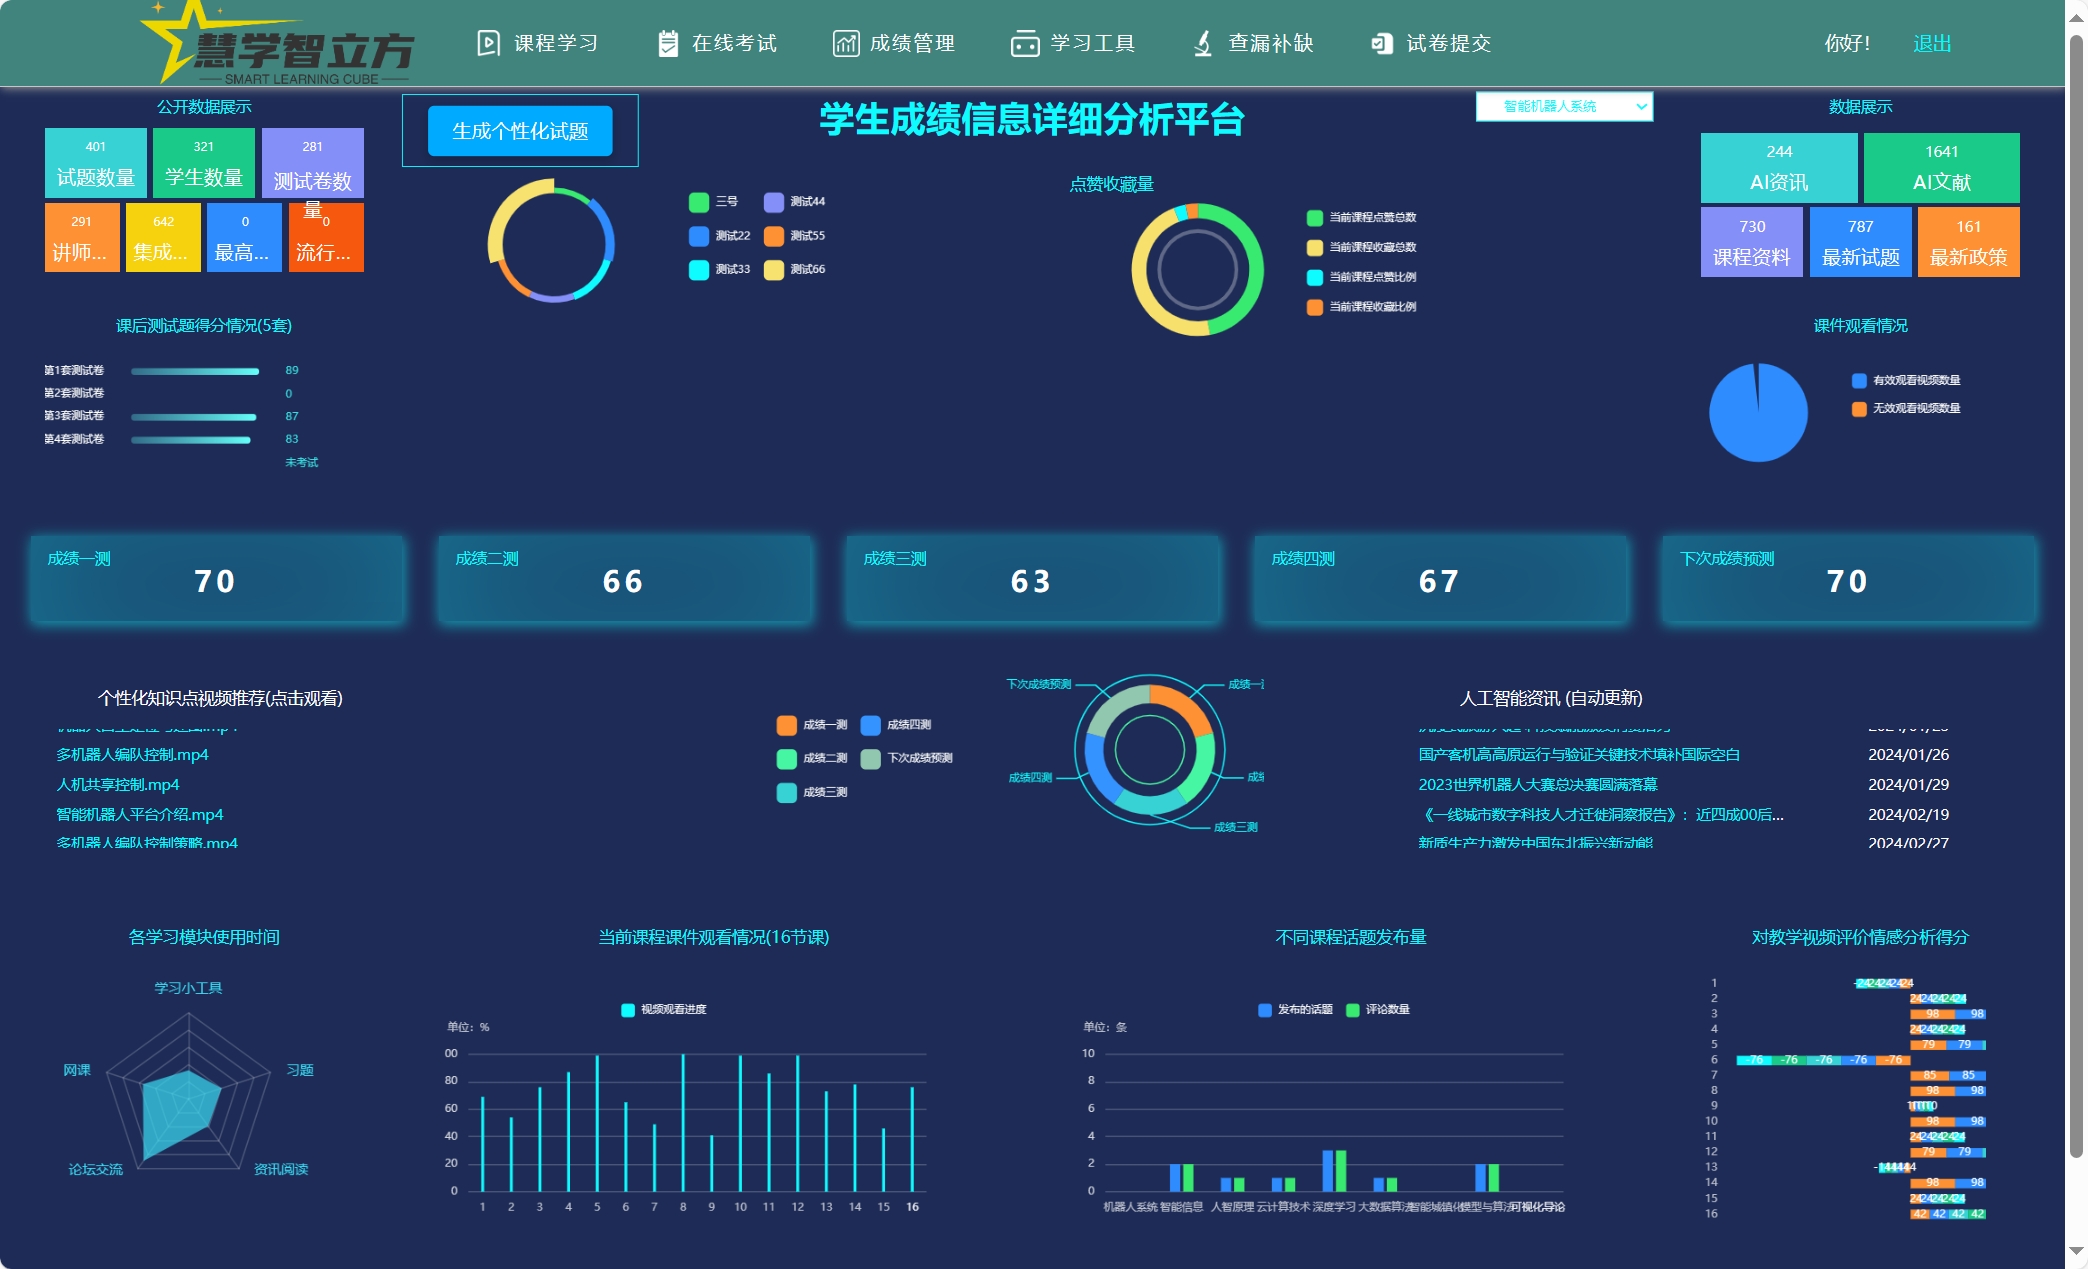 慧学智立方
SMART LEARNING CUBE
课程学习
在线考试
成绩管理
学习工具
查漏补缺
试卷提交
你好!
退出
公开数据展示
401
试题数量
321
学生数量
281
测试卷数量
291
讲师...
642
集成...
0
最高...
0
流行...
生成个性化试题
学生成绩信息详细分析平台
智能机器人系统
数据展示
244
AI资讯
1641
AI文献
730
课程资料
787
最新试题
161
最新政策
三号
测试44
测试22
测试55
测试33
测试66
点赞收藏量
当前课程点赞总数
当前课程收藏总数
当前课程点赞比例
当前课程收藏比例
课后测试题得分情况(5套)
第1套测试卷 89
第2套测试卷 0
第3套测试卷 87
第4套测试卷 83
未考试
课件观看情况
有效观看视频数量
无效观看视频数量
成绩一测
70
成绩二测
66
成绩三测
63
成绩四测
67
下次成绩预测
70
个性化知识点视频推荐(点击观看)
多机器人编队控制.mp4
人机共享控制.mp4
智能机器人平台介绍.mp4
多机器人编队控制策略.mp4
成绩一测
成绩四测
成绩二测
下次成绩预测
成绩三测
下次成绩预测
成绩一
成绩四测
成
成绩三测
人工智能资讯 (自动更新)
国产客机高高原运行与验证关键技术填补国际空白 2024/01/26
2023世界机器人大赛总决赛圆满落幕 2024/01/29
《一线城市数字科技人才迁徙洞察报告》：近四成00后... 2024/02/19
新质生产力激发中国东北振兴新动能 2024/02/27
各学习模块使用时间
学习小工具
网课
习题
论坛交流
资讯阅读
当前课程课件观看情况(16节课)
视频观看进度
单位：%
00
80
60
40
20
0
1 2 3 4 5 6 7 8 9 10 11 12 13 14 15 16
不同课程话题发布量
发布的话题
评论数量
单位：条
10
8
6
4
2
0
机器人系统 智能信息 人智原理 云计算技术 深度学习 大数据算法 智能城镇化 模型与算法 可视化导论
对教学视频评价情感分析得分
1
2
3 98 98
4
5 79 79
6 -76 -76 -76 -76 -76
7 85 85
8 98 98
9
10 98 98
11
12 79 79
13
14 98 98
15
16 42 42 42 42